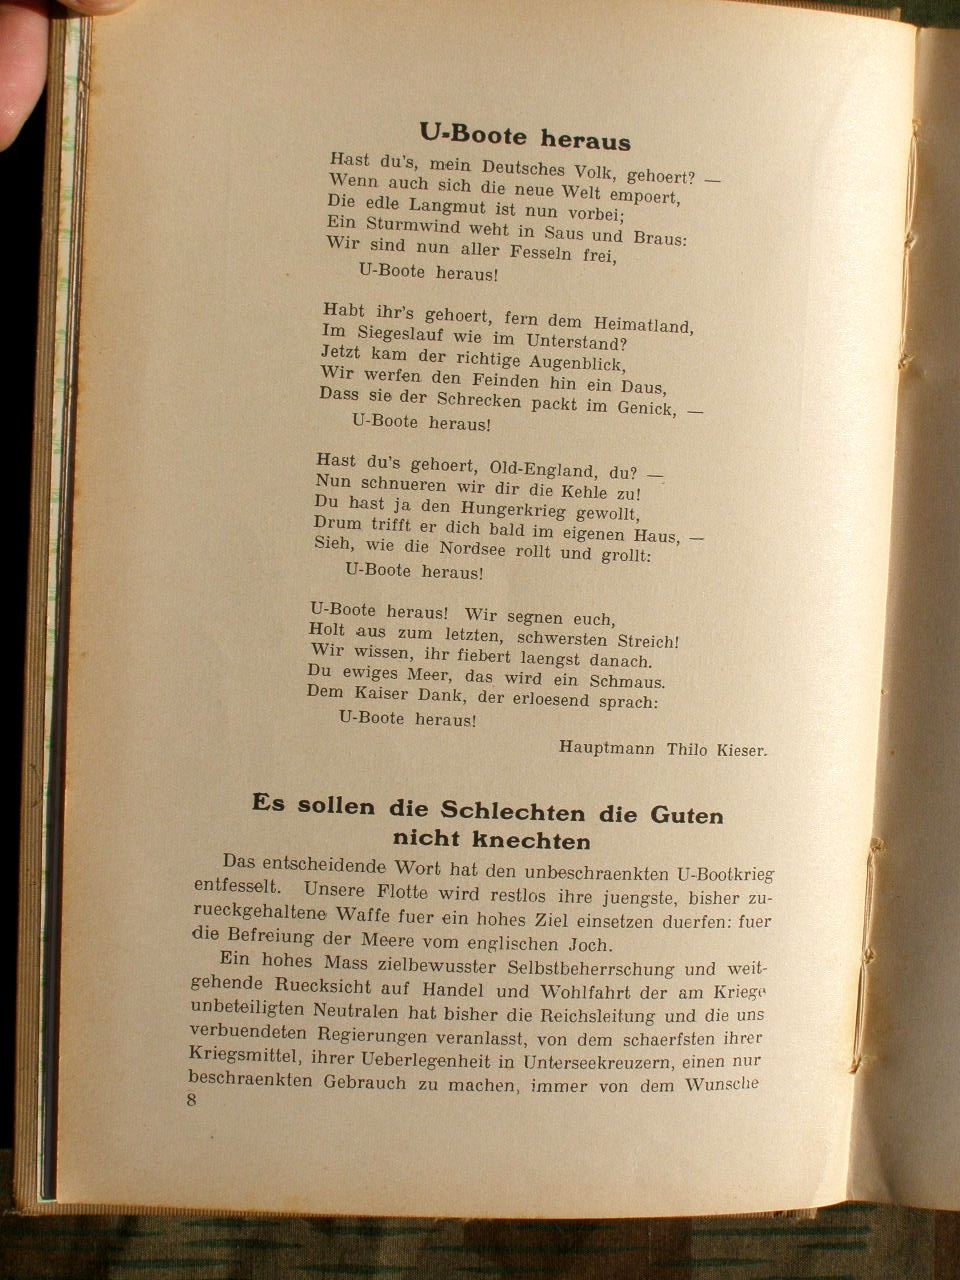 U-Boote heraus
Hast du's, mein Deutsches Volk, gehoert? —
Wenn auch sich die neue Welt empoert,
Die edle Langmut ist nun vorbei;
Ein Sturmwind weht in Saus und Braus:
Wir sind nun aller Fesseln frei,
U-Boote heraus!
Habt ihr's gehoert, fern dem Heimatland,
Im Siegeslauf wie im Unterstand?
Jetzt kam der richtige Augenblick,
Wir werfen den Feinden hin ein Daus,
Dass sie der Schrecken packt im Genick, —
U-Boote heraus!
Hast du's gehoert, Old-England, du? —
Nun schnueren wir dir die Kehle zu!
Du hast ja den Hungerkrieg gewollt,
Drum trifft er dich bald im eigenen Haus, —
Sieh, wie die Nordsee rollt und grollt:
U-Boote heraus!
U-Boote heraus! Wir segnen euch,
Holt aus zum letzten, schwersten Streich!
Wir wissen, ihr fiebert laengst danach.
Du ewiges Meer, das wird ein Schmaus.
Dem Kaiser Dank, der erloesend sprach:
U-Boote heraus!
Hauptmann Thilo Kieser.
Es sollen die Schlechten die Guten
nicht knechten
Das entscheidende Wort hat den unbeschraenkten U-Bootkrieg
entfesselt. Unsere Flotte wird restlos ihre juengste, bisher zu-
rueckgehaltene Waffe fuer ein hohes Ziel einsetzen duerfen: fuer
die Befreiung der Meere vom englischen Joch.
Ein hohes Mass zielbewusster Selbstbeherrschung und weit-
gehende Ruecksicht auf Handel und Wohlfahrt der am Kriege
unbeteiligten Neutralen hat bisher die Reichsleitung und die uns
verbuendeten Regierungen veranlasst, von dem schaerfsten ihrer
Kriegsmittel, ihrer Ueberlegenheit in Unterseekreuzern, einen nur
beschraenkten Gebrauch zu machen, immer von dem Wunsche
8